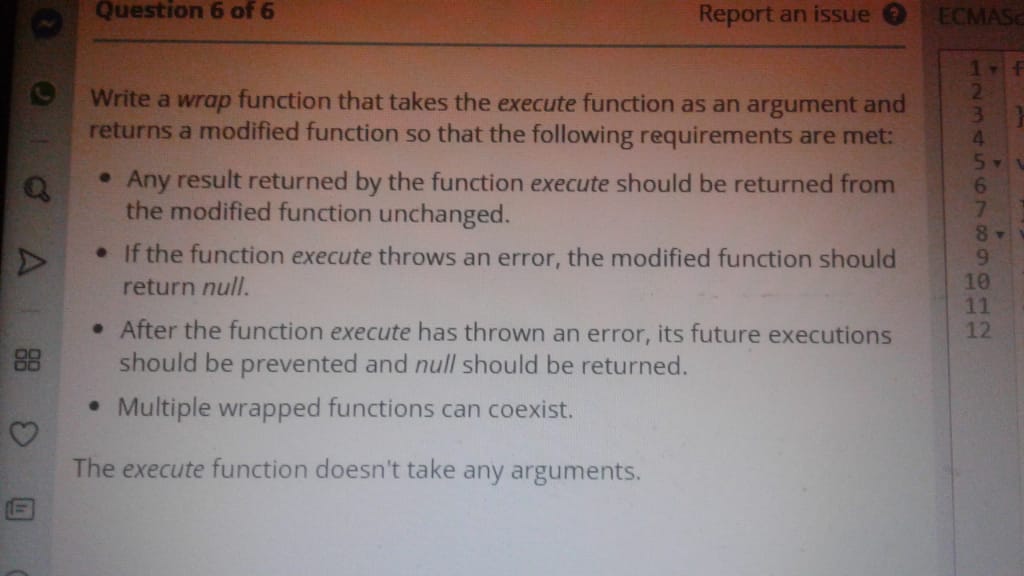 Question 6 of 6
Report an issue ?
ECMASc
Write a wrap function that takes the execute function as an argument and
returns a modified function so that the following requirements are met:
• Any result returned by the function execute should be returned from
the modified function unchanged.
• If the function execute throws an error, the modified function should
return null.
• After the function execute has thrown an error, its future executions
should be prevented and null should be returned.
• Multiple wrapped functions can coexist.
The execute function doesn't take any arguments.
1 f
2
3 }
4
5 v
6
7
8
9
10
11
12